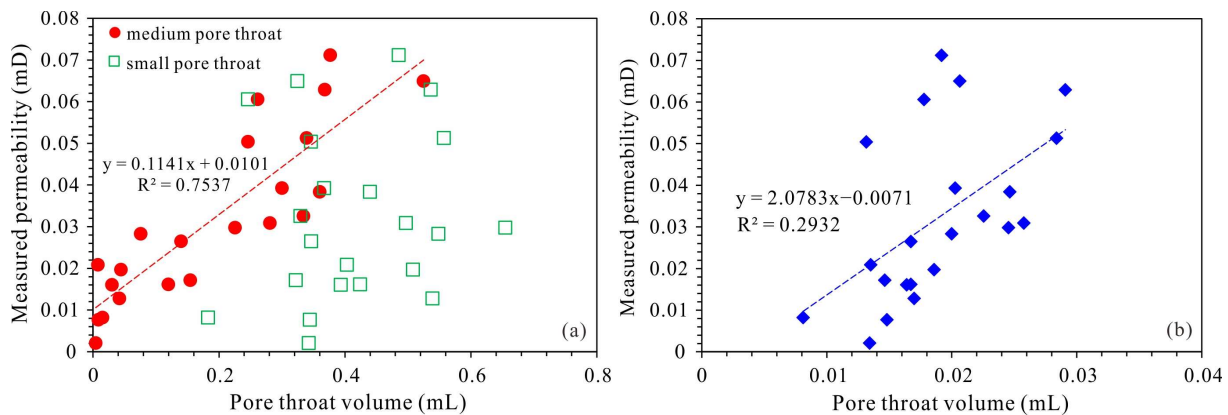 0.08
0.07
0.06
0.05
0.04
0.03
0.02
0.01
0
Measured permeability (mD)
medium pore throat
small pore throat
y = 0.1141x + 0.0101
R² = 0.7537
(a)
0 0.2 0.4 0.6 0.8
Pore throat volume (mL)
0.08
0.07
0.06
0.05
0.04
0.03
0.02
0.01
0
Measured permeability (mD)
y = 2.0783x−0.0071
R² = 0.2932
(b)
0 0.01 0.02 0.03 0.04
Pore throat volume (mL)